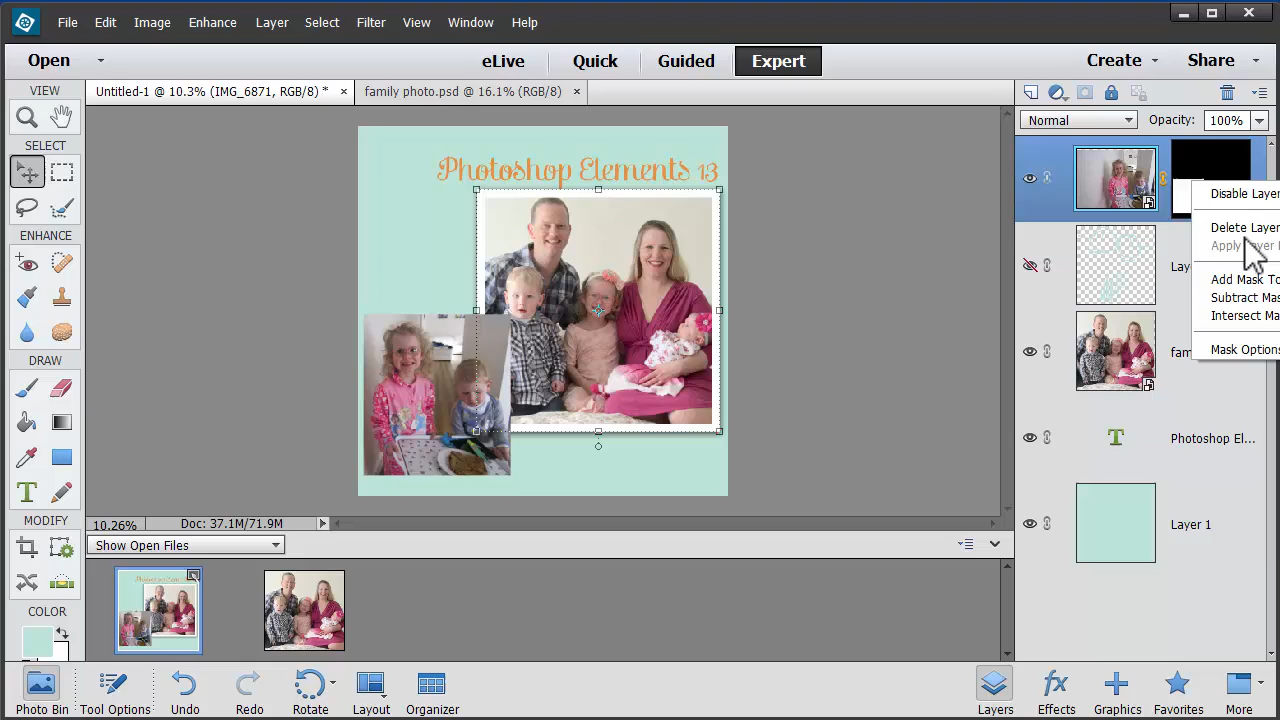 File Edit Image Enhance Layer Select Filter View Window Help
Open eLive Quick Guided Expert Create Share
VIEW
Untitled-1 @ 10.3% (IMG_6871, RGB/8) * × family photo.psd @ 16.1% (RGB/8) ×
SELECT
ENHANCE
DRAW
MODIFY
COLOR
Photoshop Elements 13
Normal Opacity: 100%
Disable Layer
Delete Layer
Add Mask To
Subtract Mas
Intersect Ma
Mask Options
Lay
fam
T Photoshop El...
Layer 1
10.26% Doc: 37.1M/71.9M
Show Open Files
Photo Bin Tool Options Undo Redo Rotate Layout Organizer Layers Effects Graphics Favorites More